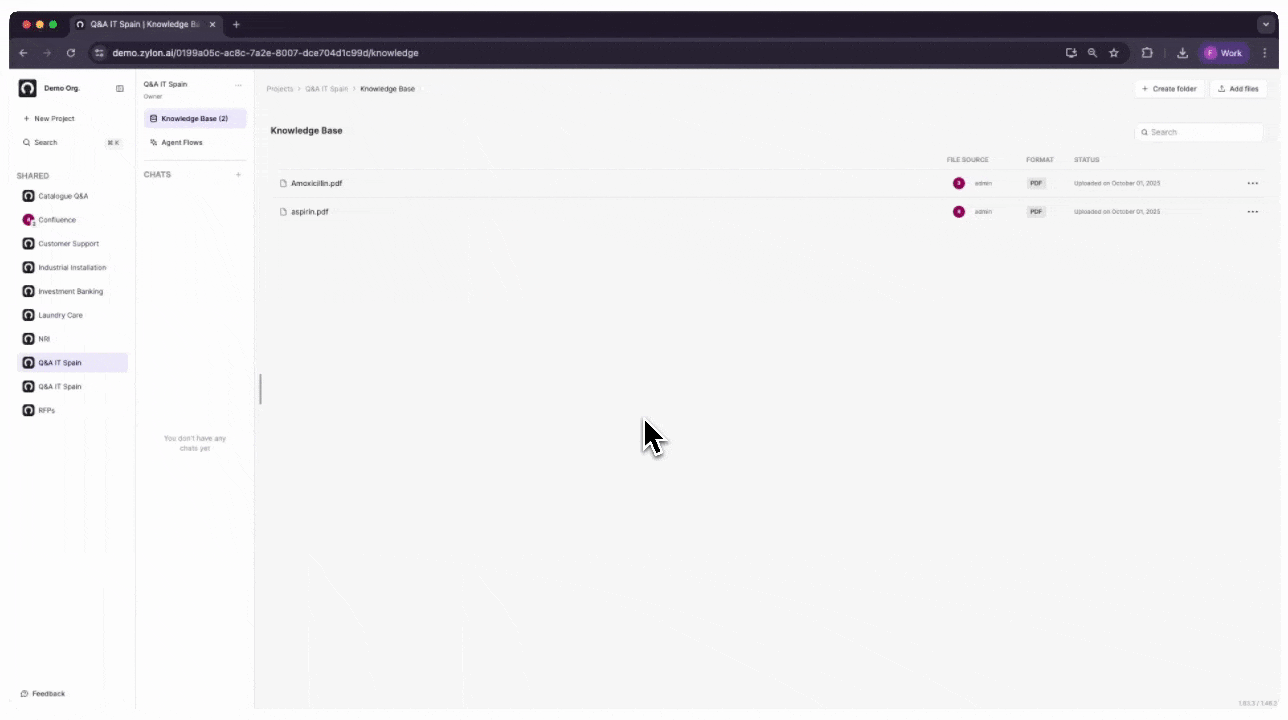 Q&A IT Spain | Knowledge Ba
demo.zylon.ai/0199a05c-ac8c-7a2e-8007-dce704d1c99d/knowledge
F Work
Demo Org.
New Project
Search ⌘ K
SHARED
Catalogue Q&A
Confluence
Customer Support
Industrial Installation
Investment Banking
Laundry Care
NRI
Q&A IT Spain
Q&A IT Spain
RFPs
Feedback
Q&A IT Spain
Owner
Knowledge Base (2)
Agent Flows
CHATS
You don't have any
chats yet
Projects > Q&A IT Spain > Knowledge Base
Create folder
Add files
Knowledge Base
Search
FILE SOURCE FORMAT STATUS
Amoxicillin.pdf admin PDF Uploaded on October 01, 2025
aspirin.pdf admin PDF Uploaded on October 01, 2025